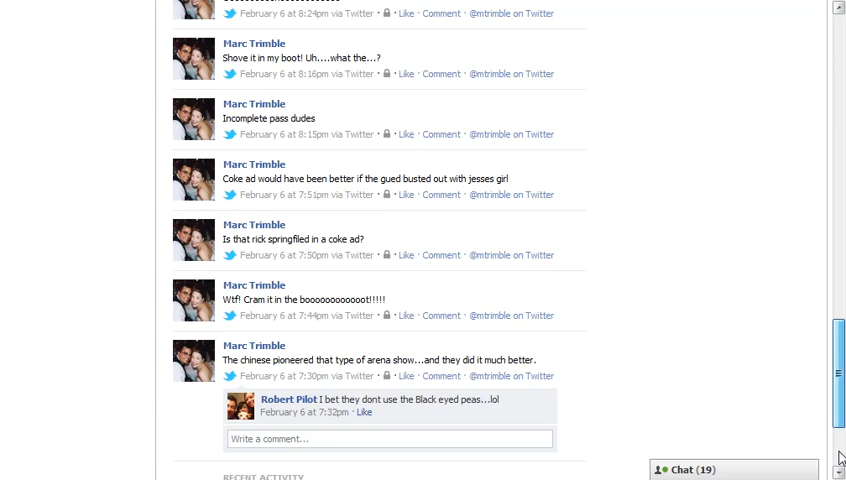 February 6 at 8:24pm via Twitter · Like · Comment · @mtrimble on Twitter
Marc Trimble
Shove it in my boot! Uh....what the...?
February 6 at 8:16pm via Twitter · Like · Comment · @mtrimble on Twitter
Marc Trimble
Incomplete pass dudes
February 6 at 8:15pm via Twitter · Like · Comment · @mtrimble on Twitter
Marc Trimble
Coke ad would have been better if the gued busted out with jesses girl
February 6 at 7:51pm via Twitter · Like · Comment · @mtrimble on Twitter
Marc Trimble
Is that rick springfiled in a coke ad?
February 6 at 7:50pm via Twitter · Like · Comment · @mtrimble on Twitter
Marc Trimble
Wtf! Cram it in the boooooooooooot!!!!!
February 6 at 7:44pm via Twitter · Like · Comment · @mtrimble on Twitter
Marc Trimble
The chinese pioneered that type of arena show...and they did it much better.
February 6 at 7:30pm via Twitter · Like · Comment · @mtrimble on Twitter
Robert Pilot I bet they dont use the Black eyed peas...lol
February 6 at 7:32pm · Like
Write a comment...
RECENT ACTIVITY
Chat (19)